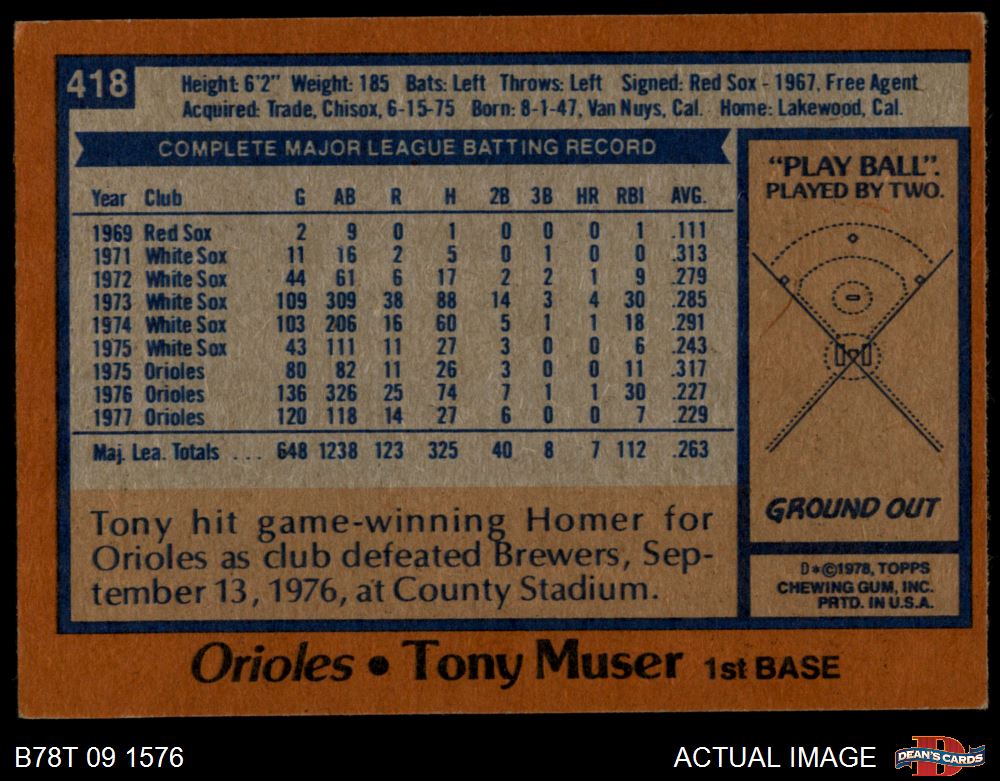 418
Height: 6'2" Weight: 185 Bats: Left Throws: Left Signed: Red Sox - 1967, Free Agent
Acquired: Trade, Chisox, 6-15-75 Born: 8-1-47, Van Nuys, Cal. Home: Lakewood, Cal.
COMPLETE MAJOR LEAGUE BATTING RECORD
Year Club G AB R H 2B 3B HR RBI AVG.
1969 Red Sox 2 9 0 1 0 0 0 1 .111
1971 White Sox 11 16 2 5 0 1 0 0 .313
1972 White Sox 44 61 6 17 2 2 1 9 .279
1973 White Sox 109 309 38 88 14 3 4 30 .285
1974 White Sox 103 206 16 60 5 1 1 18 .291
1975 White Sox 43 111 11 27 3 0 0 6 .243
1975 Orioles 80 82 11 26 3 0 0 11 .317
1976 Orioles 136 326 25 74 7 1 1 30 .227
1977 Orioles 120 118 14 27 6 0 0 7 .229
Maj. Lea. Totals ... 648 1238 123 325 40 8 7 112 .263
Tony hit game-winning Homer for
Orioles as club defeated Brewers, Sep-
tember 13, 1976, at County Stadium.
"PLAY BALL".
PLAYED BY TWO.
GROUND OUT
D*©1978, TOPPS
CHEWING GUM, INC.
PRTD. IN U.S.A.
Orioles • Tony Muser 1st BASE
B78T 09 1576
ACTUAL IMAGE
D
DEAN'S CARDS